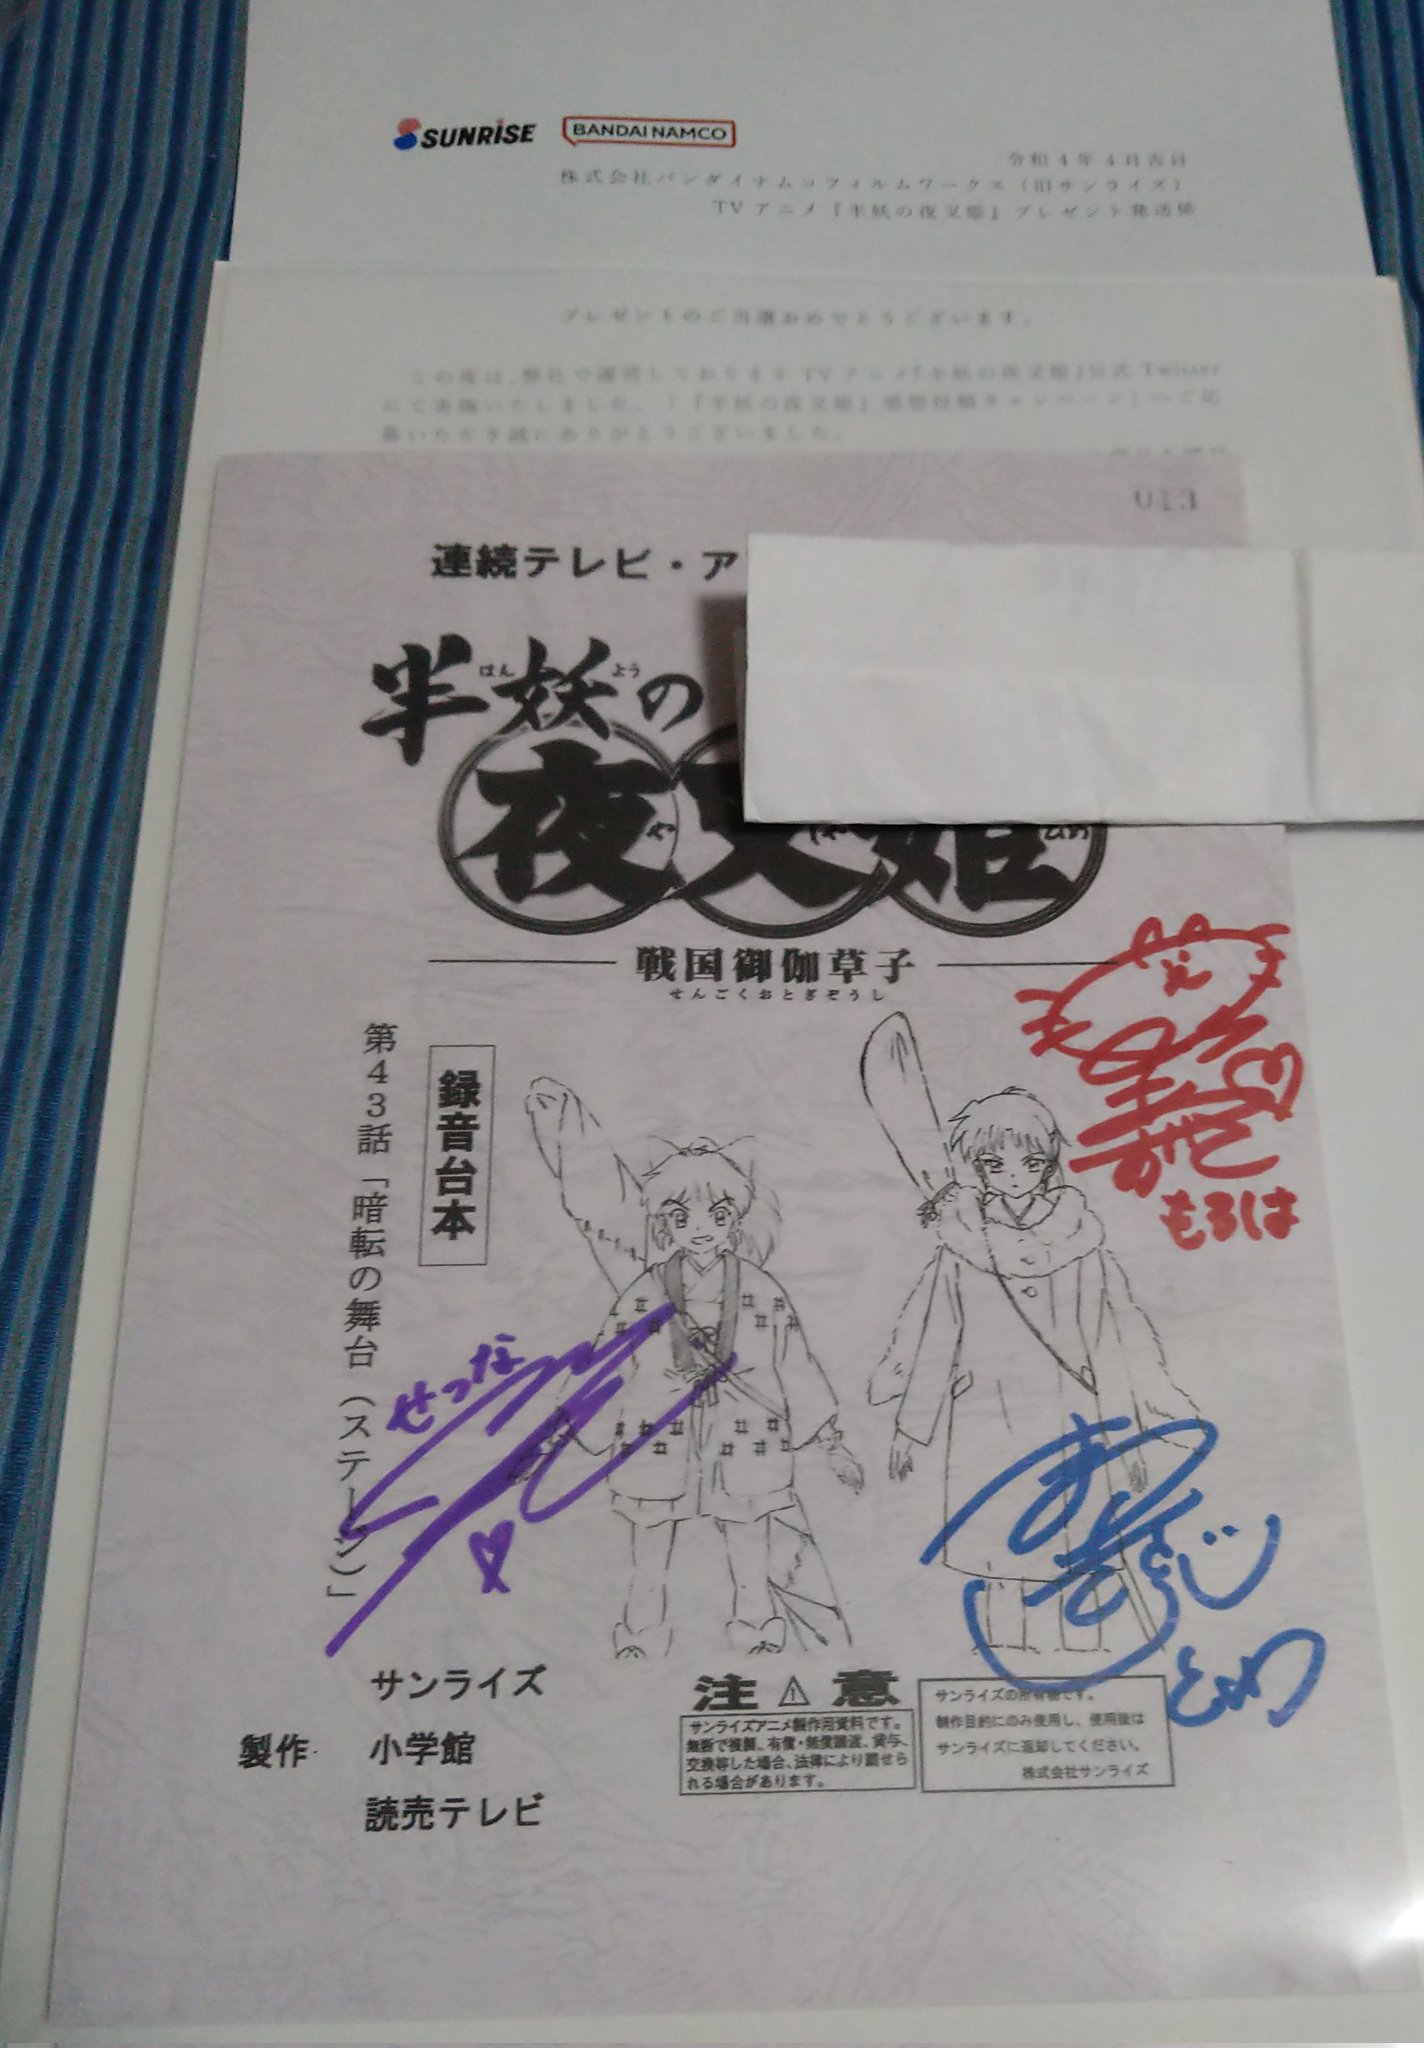 SUNRISE
BANDAI NAMCO
令和4年4月吉日
株式会社バンダイナムコフィルムワークス（旧サンライズ）
TVアニメ『半妖の夜叉姫』プレゼント発送係
プレゼントのご当選おめでとうございます。
この度は、弊社で運営しておりますTVアニメ『半妖の夜叉姫』公式Twitter
にて実施いたしました、「『半妖の夜叉姫』感想投稿キャンペーン」へご応
募いただき誠にありがとうございました。
013
連続テレビ・ア
半妖の
はん よう
夜叉姫
や しゃ ひめ
戦国御伽草子
せんごくおとぎぞうし
録音台本
第43話「暗転の舞台（ステージ）」
もろは
せつな
とわ
サンライズ
製作 小学館
読売テレビ
注意
サンライズアニメ製作用資料です。
無断で複製、有償・無償譲渡、貸与、
交換等した場合、法律により罰せら
れる場合があります。
サンライズの所有物です。
制作目的にのみ使用し、使用後は
サンライズに返却してください。
株式会社サンライズ